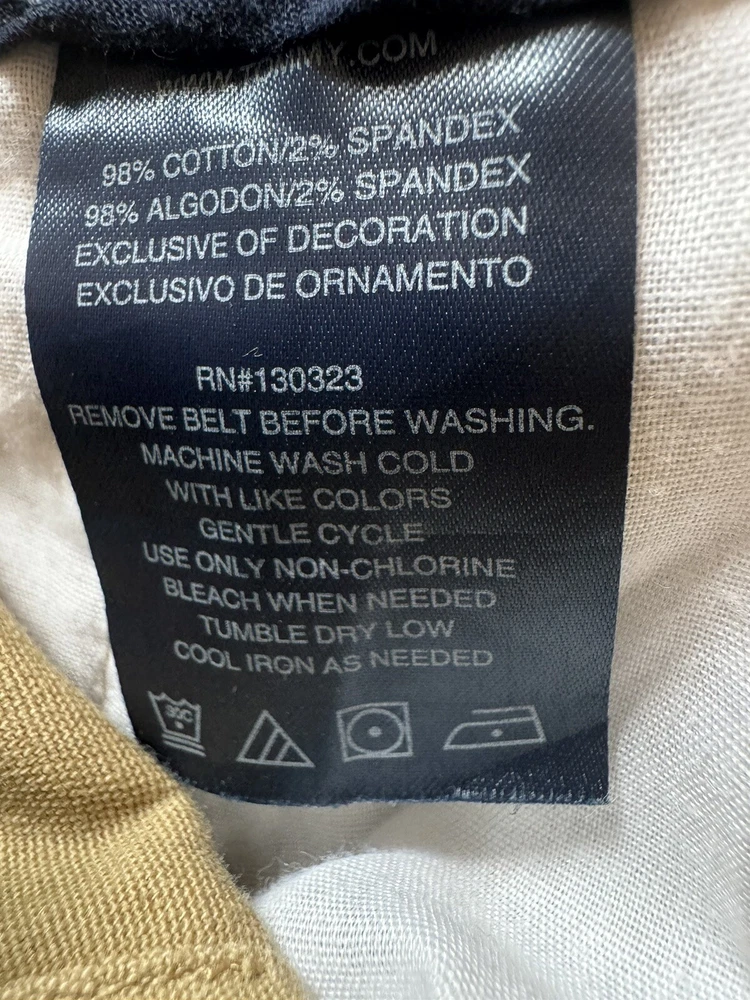 WWW.TOMMY.COM
98% COTTON/2% SPANDEX
98% ALGODON/2% SPANDEX
EXCLUSIVE OF DECORATION
EXCLUSIVO DE ORNAMENTO
RN#130323
REMOVE BELT BEFORE WASHING.
MACHINE WASH COLD
WITH LIKE COLORS
GENTLE CYCLE
USE ONLY NON-CHLORINE
BLEACH WHEN NEEDED
TUMBLE DRY LOW
COOL IRON AS NEEDED
30C